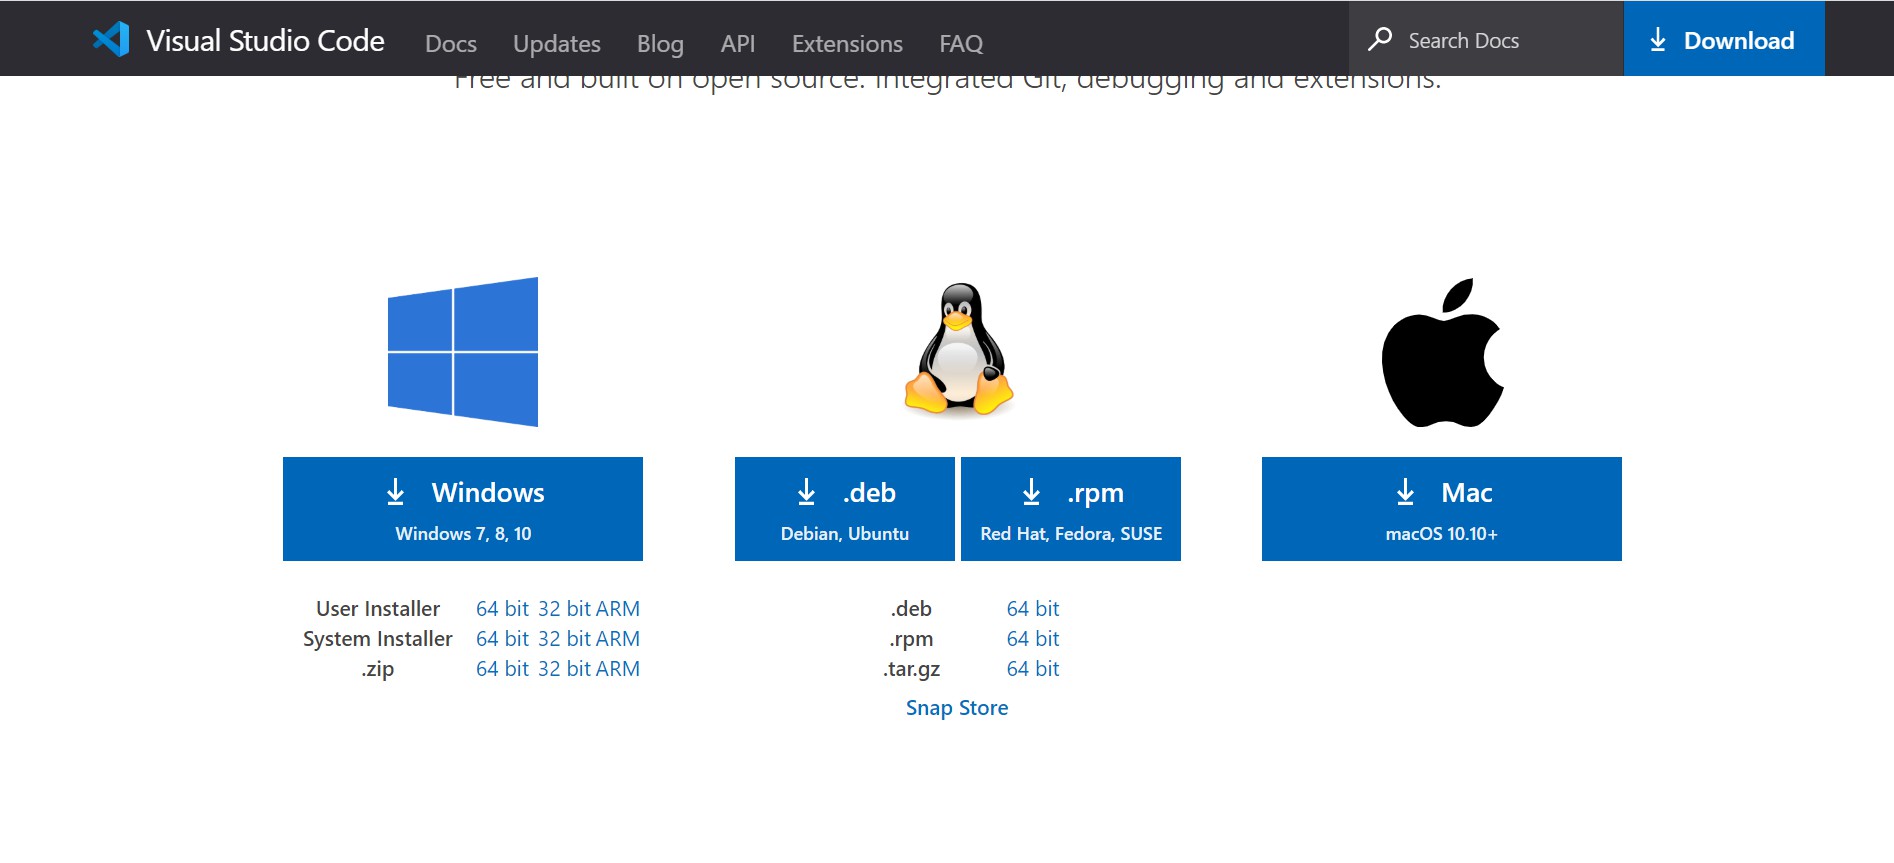 Visual Studio Code Docs Updates Blog API Extensions FAQ Search Docs Download
Free and built on open source. Integrated Git, debugging and extensions.
Windows
Windows 7, 8, 10
.deb
Debian, Ubuntu
.rpm
Red Hat, Fedora, SUSE
Mac
macOS 10.10+
User Installer 64 bit 32 bit ARM
System Installer 64 bit 32 bit ARM
.zip 64 bit 32 bit ARM
.deb 64 bit
.rpm 64 bit
.tar.gz 64 bit
Snap Store